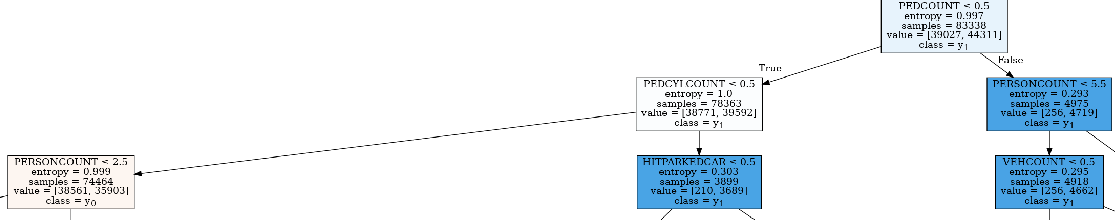 PEDCOUNT ≤ 0.5
entropy = 0.997
samples = 83338
value = [39027, 44311]
class = y1
True
False
PEDCYLCOUNT ≤ 0.5
entropy = 1.0
samples = 78363
value = [38771, 39592]
class = y1
PERSONCOUNT ≤ 5.5
entropy = 0.293
samples = 4975
value = [256, 4719]
class = y1
PERSONCOUNT ≤ 2.5
entropy = 0.999
samples = 74464
value = [38561, 35903]
class = y0
HITPARKEDCAR ≤ 0.5
entropy = 0.303
samples = 3899
value = [210, 3689]
class = y1
VEHCOUNT ≤ 0.5
entropy = 0.295
samples = 4918
value = [256, 4662]
class = y1